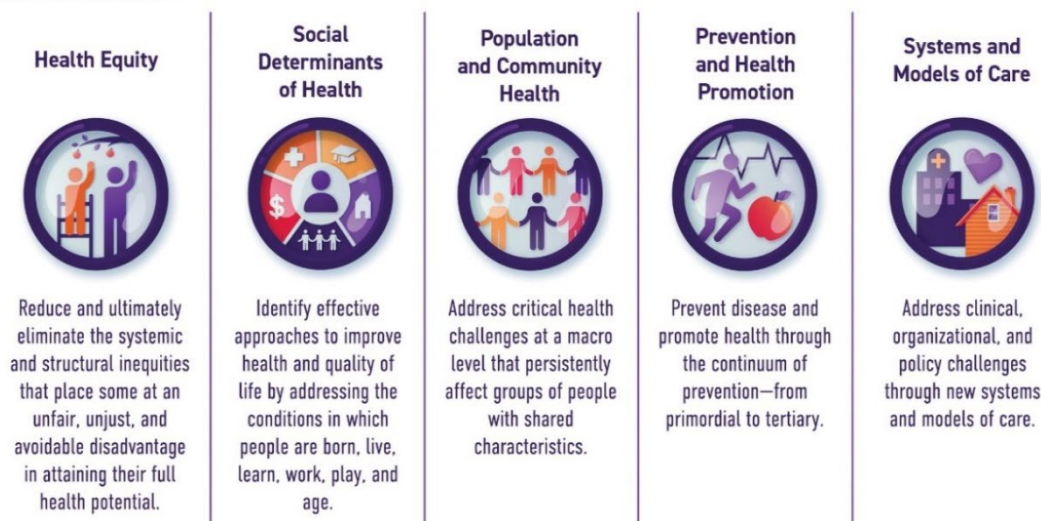 Health Equity
Reduce and ultimately
eliminate the systemic
and structural inequities
that place some at an
unfair, unjust, and
avoidable disadvantage
in attaining their full
health potential.
Social
Determinants
of Health
$
Identify effective
approaches to improve
health and quality of
life by addressing the
conditions in which
people are born, live,
learn, work, play, and
age.
Population
and Community
Health
Address critical health
challenges at a macro
level that persistently
affect groups of people
with shared
characteristics.
Prevention
and Health
Promotion
Prevent disease and
promote health through
the continuum of
prevention—from
primordial to tertiary.
Systems and
Models of Care
Address clinical,
organizational, and
policy challenges
through new systems
and models of care.